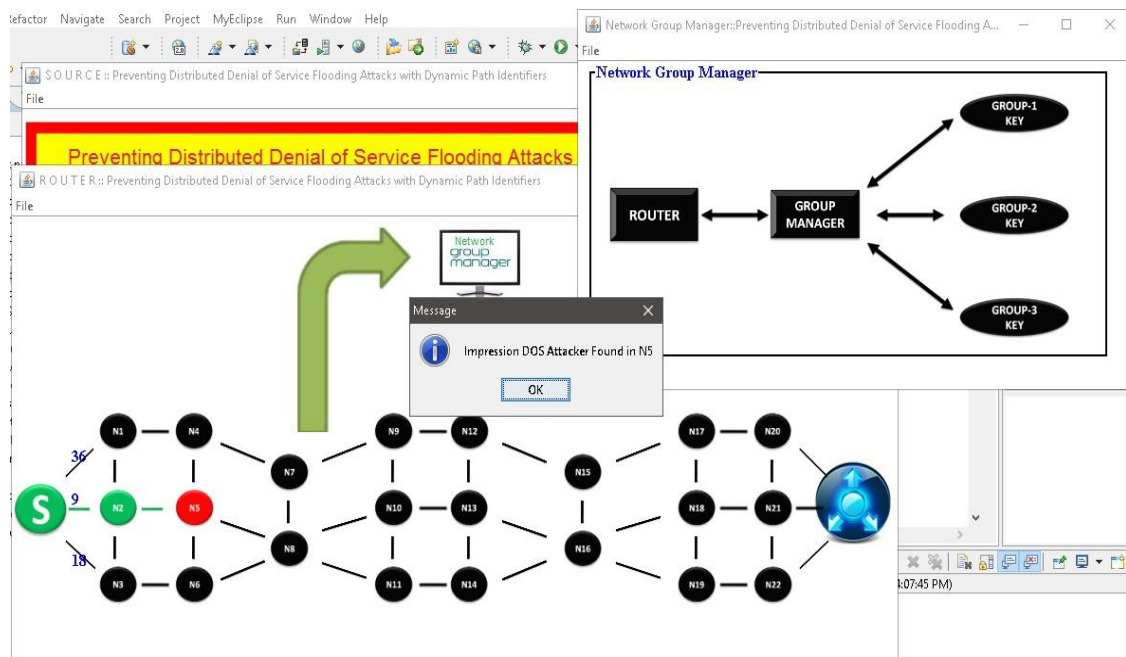 Refactor Navigate Search Project MyEclipse Run Window Help
Network Group Manager::Preventing Distributed Denial of Service Flooding A...
File
S O U R C E :: Preventing Distributed Denial of Service Flooding Attacks with Dynamic Path Identifiers
File
Preventing Distributed Denial of Service Flooding Attacks
R O U T E R :: Preventing Distributed Denial of Service Flooding Attacks with Dynamic Path Identifiers
File
Network Group Manager
GROUP-1
KEY
ROUTER
GROUP
MANAGER
GROUP-2
KEY
GROUP-3
KEY
Network
group
manager
Message
Impression DOS Attacker Found in N5
OK
N1 N4 N9 N12 N17 N20
36
N7 N15
S 9 N2 N5 N10 N13 N18 N21
N8 N16
18
N3 N6 N11 N14 N19 N22
4:07:45 PM)